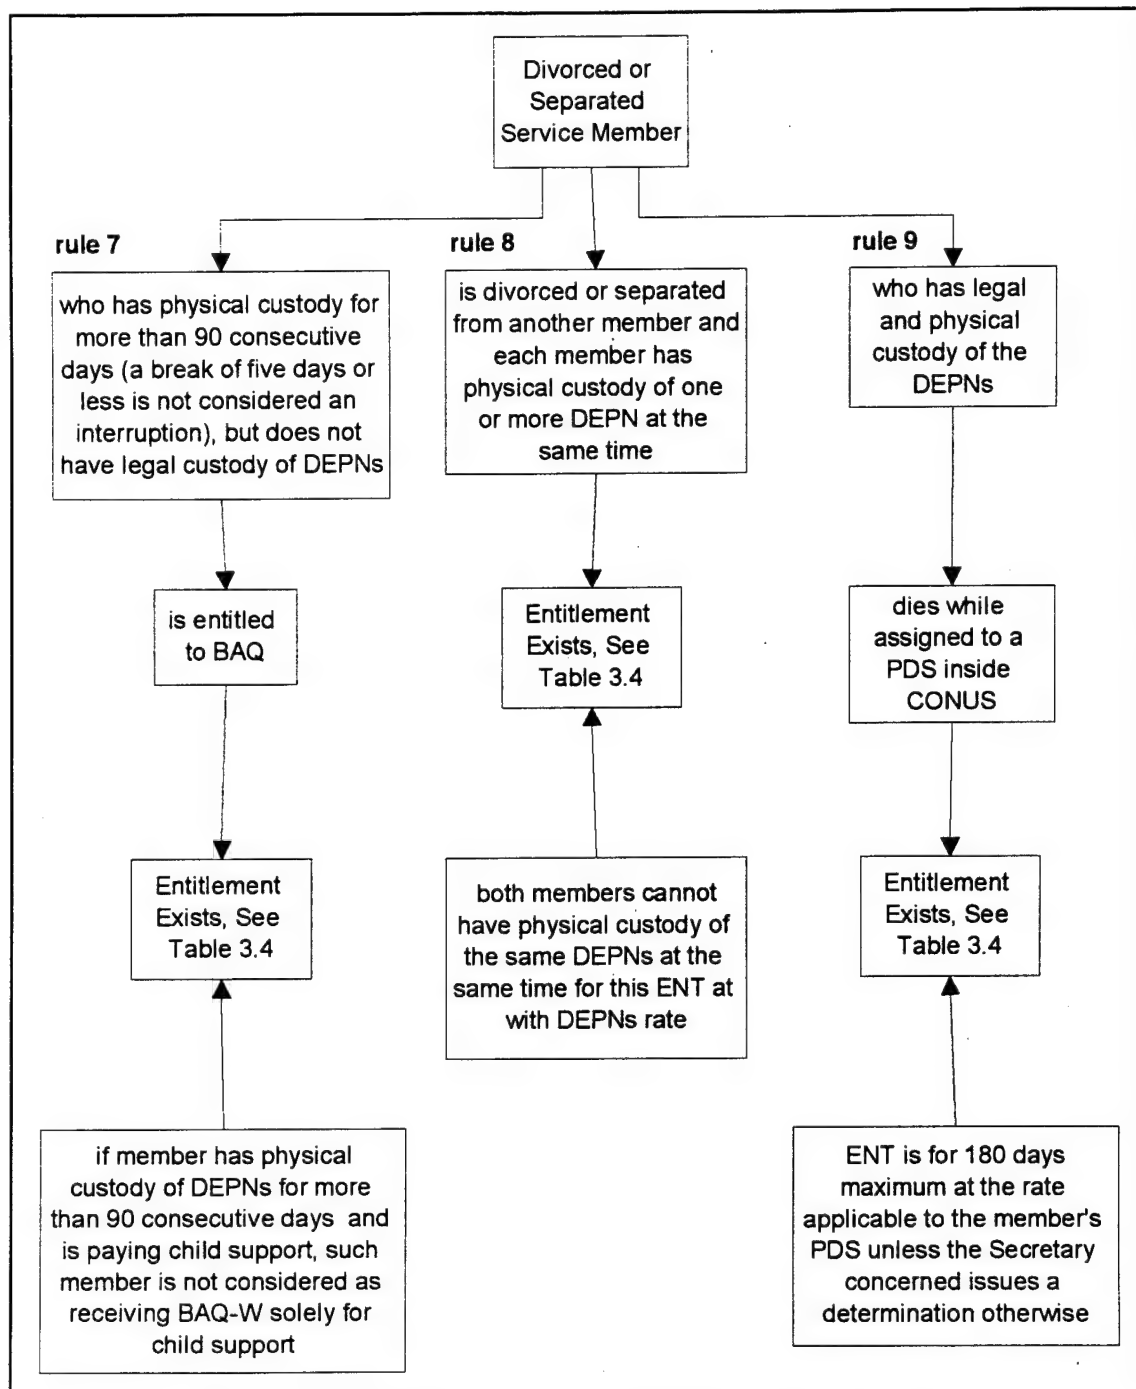 Divorced or
Separated
Service Member
rule 7
who has physical custody for
more than 90 consecutive
days (a break of five days or
less is not considered an
interruption), but does not
have legal custody of DEPNs
is entitled
to BAQ
Entitlement
Exists, See
Table 3.4
if member has physical
custody of DEPNs for more
than 90 consecutive days and
is paying child support, such
member is not considered as
receiving BAQ-W solely for
child support
rule 8
is divorced or separated
from another member and
each member has
physical custody of one
or more DEPN at the
same time
Entitlement
Exists, See
Table 3.4
both members cannot
have physical custody of
the same DEPNs at the
same time for this ENT at
with DEPNs rate
rule 9
who has legal
and physical
custody of the
DEPNs
dies while
assigned to a
PDS inside
CONUS
Entitlement
Exists, See
Table 3.4
ENT is for 180 days
maximum at the rate
applicable to the member's
PDS unless the Secretary
concerned issues a
determination otherwise